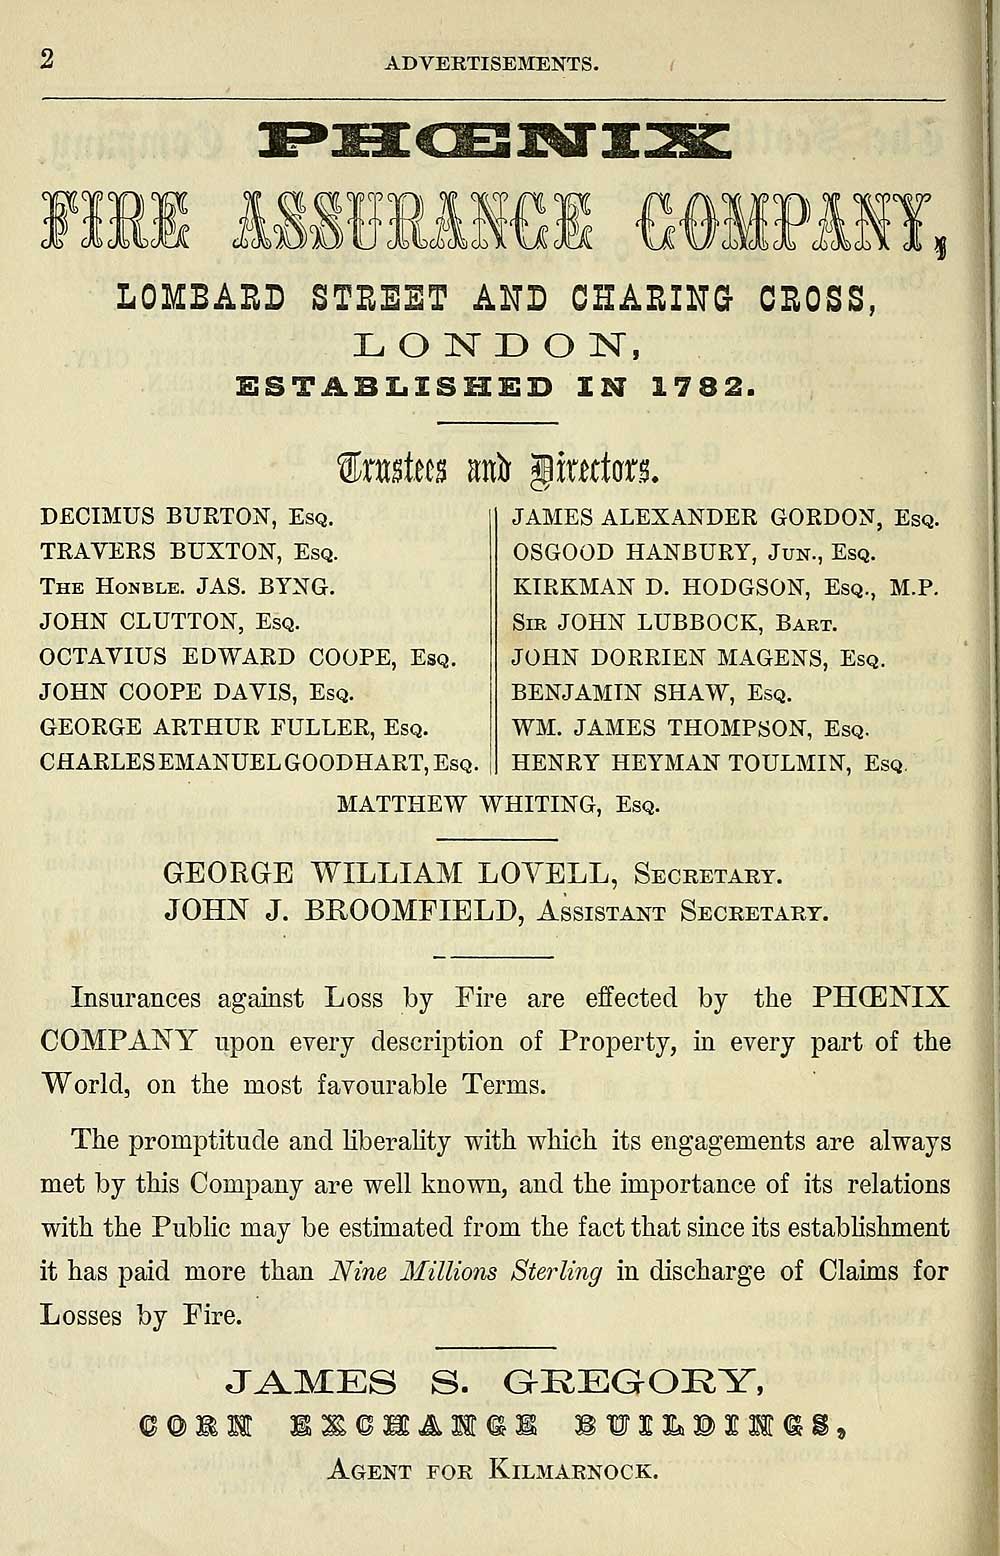 2
ADVERTISEMENTS.
PHŒNIX
FIRE ASSURANCE COMPANY,
LOMBARD STREET AND CHARING CROSS,
LONDON,
ESTABLISHED IN 1782.
Trustees and Directors.
DECIMUS BURTON, Esq.
TRAVERS BUXTON, Esq.
The Honble. JAS. BYNG.
JOHN CLUTTON, Esq.
OCTAVIUS EDWARD COOPE, Esq.
JOHN COOPE DAVIS, Esq.
GEORGE ARTHUR FULLER, Esq.
CHARLES EMANUEL GOODHART, Esq.
JAMES ALEXANDER GORDON, Esq.
OSGOOD HANBURY, Jun., Esq.
KIRKMAN D. HODGSON, Esq., M.P.
Sir JOHN LUBBOCK, Bart.
JOHN DORRIEN MAGENS, Esq.
BENJAMIN SHAW, Esq.
WM. JAMES THOMPSON, Esq.
HENRY HEYMAN TOULMIN, Esq.
MATTHEW WHITING, Esq.
GEORGE WILLIAM LOVELL, Secretary.
JOHN J. BROOMFIELD, Assistant Secretary.
Insurances against Loss by Fire are effected by the PHŒNIX
COMPANY upon every description of Property, in every part of the
World, on the most favourable Terms.
The promptitude and liberality with which its engagements are always
met by this Company are well known, and the importance of its relations
with the Public may be estimated from the fact that since its establishment
it has paid more than Nine Millions Sterling in discharge of Claims for
Losses by Fire.
JAMES S. GREGORY,
CORN EXCHANGE BUILDINGS,
Agent for Kilmarnock.